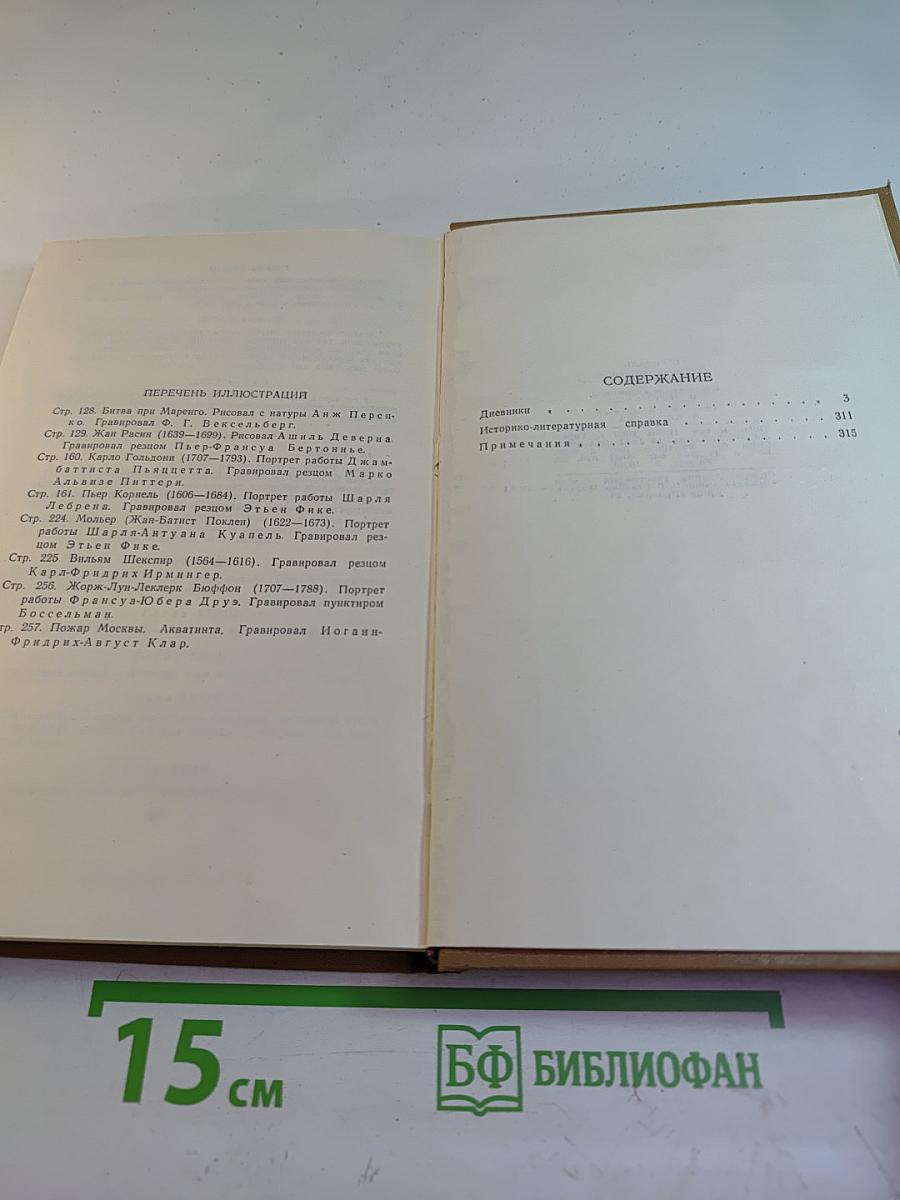 ПЕРЕЧЕНЬ ИЛЛЮСТРАЦИЙ
Стр. 128. Битва при Маренго. Рисовал с натуры Анж Перси-
ко. Гравировал Ф. Г. Вексельберг.
Стр. 129. Жан Расин (1639—1699). Рисовал Ашиль Девериа.
Гравировал резцом Пьер-Франсуа Бертоннье.
Стр. 160. Карло Гольдони (1707—1793). Портрет работы Джам-
баттиста Пьяццетта. Гравировал резцом Марко
Альвизе Питтери.
Стр. 161. Пьер Корнель (1606—1684). Портрет работы Шарля
Лебрена. Гравировал резцом Этьен Фике.
Стр. 224. Мольер (Жан-Батист Поклен) (1622—1673). Портрет
работы Шарля-Антуана Куапель. Гравировал рез-
цом Этьен Фике.
Стр. 225. Вильям Шекспир (1564—1616). Гравировал резцом
Карл-Фридрих Ирмингер.
Стр. 256. Жорж-Луи-Леклерк Бюффон (1707—1788). Портрет
работы Франсуа-Юбера Друэ. Гравировал пунктиром
Боссельман.
тр. 257. Пожар Москвы. Акватинта. Гравировал Иоганн-
Фридрих-Август Клар.
СОДЕРЖАНИЕ
Дневники . . . . . . . . . . . . . . . . . . 3
Историко-литературная справка . . . . . . . . . . 311
Примечания . . . . . . . . . . . . . . . . 315
15 см
БФ БИБЛИОФАН